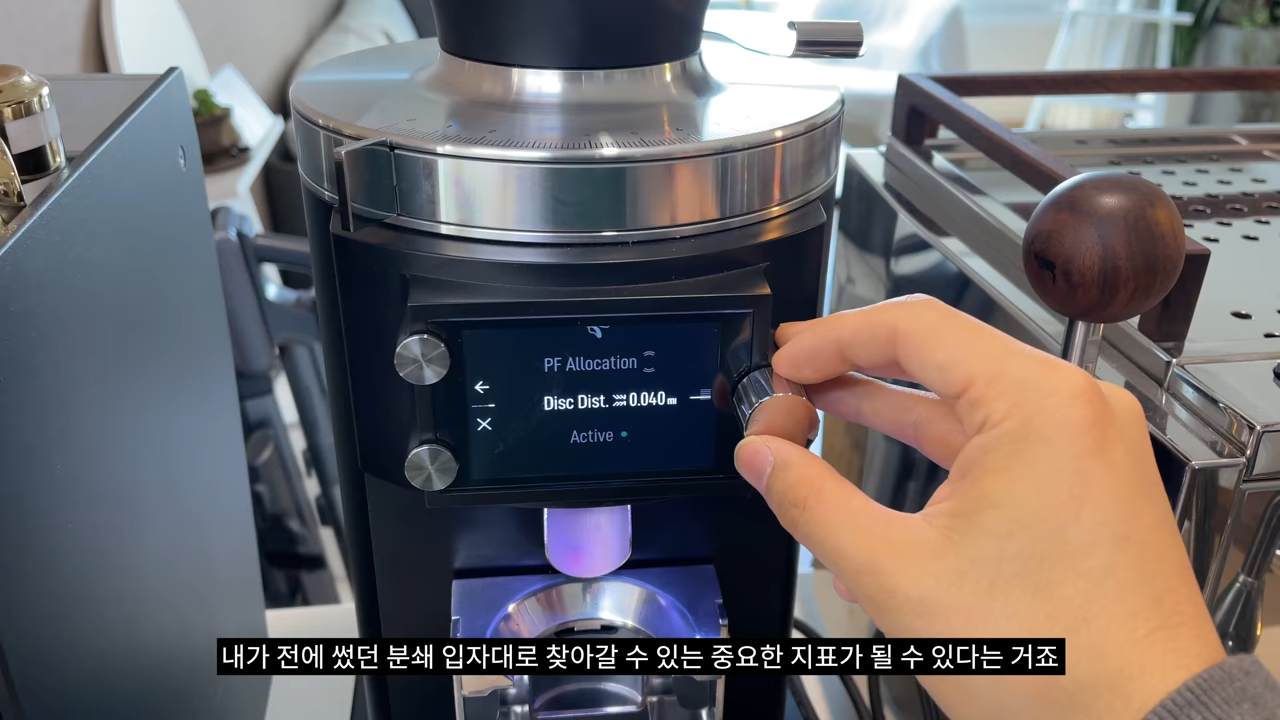 PF Allocation
Disc Dist. 0.040
Active
내가 전에 썼던 분쇄 입자대로 찾아갈 수 있는 중요한 지표가 될 수 있다는 거죠